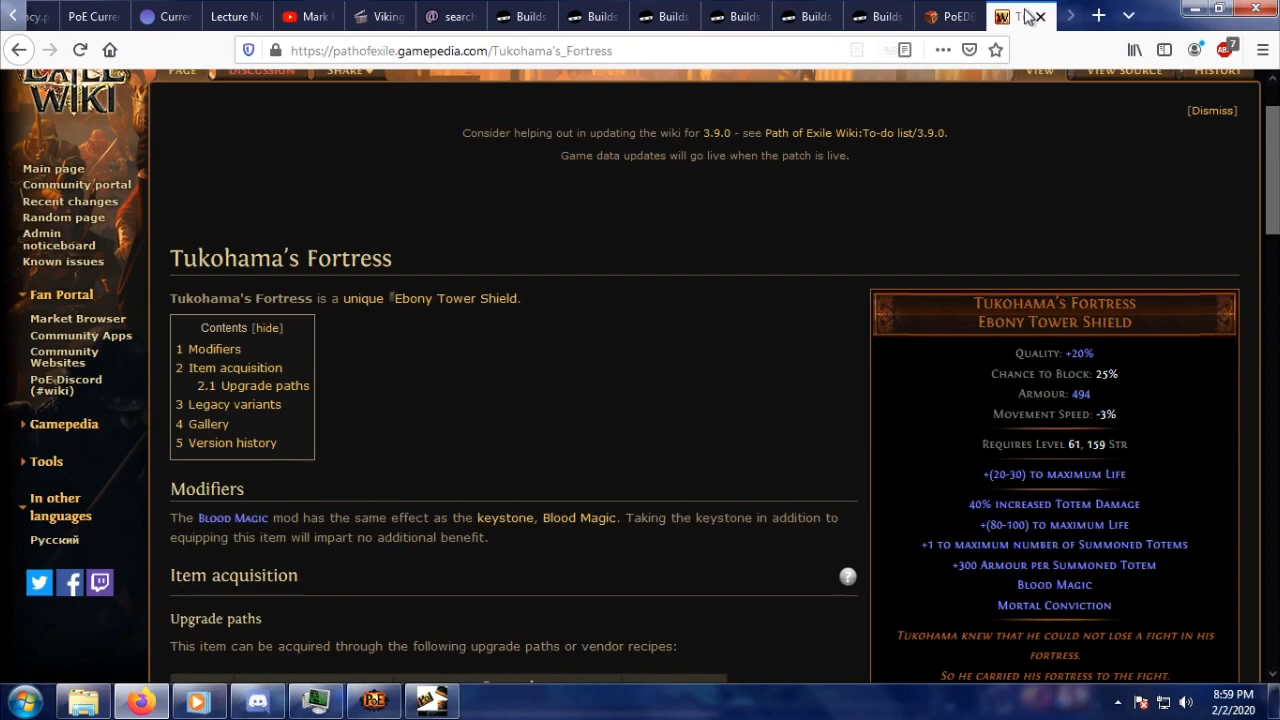 ncy.p
PoE Curren
Curren
Lecture No
Mark L
Viking
search
Builds
Builds
Builds
Builds
Builds
Builds
PoEDB
https://pathofexile.gamepedia.com/Tukohama's_Fortress
7
PAGE
DISCUSSION
SHARE
VIEW
VIEW SOURCE
HISTORY
EXILE
WIKI
[Dismiss]
Consider helping out in updating the wiki for 3.9.0 - see Path of Exile Wiki:To-do list/3.9.0.
Game data updates will go live when the patch is live.
Main page
Community portal
Recent changes
Random page
Admin
noticeboard
Known issues
Fan Portal
Market Browser
Community Apps
Community
Websites
PoE Discord
(#wiki)
Gamepedia
Tools
In other
languages
Русский
Tukohama's Fortress
Tukohama's Fortress is a unique Ebony Tower Shield.
Contents [hide]
1 Modifiers
2 Item acquisition
2.1 Upgrade paths
3 Legacy variants
4 Gallery
5 Version history
Modifiers
The Blood Magic mod has the same effect as the keystone, Blood Magic. Taking the keystone in addition to
equipping this item will impart no additional benefit.
Item acquisition
?
Upgrade paths
This item can be acquired through the following upgrade paths or vendor recipes:
Tukohama's Fortress
Ebony Tower Shield
Quality: +20%
Chance to Block: 25%
Armour: 494
Movement Speed: -3%
Requires Level 61, 159 Str
+(20-30) to maximum Life
40% increased Totem Damage
+(80-100) to maximum Life
+1 to maximum number of Summoned Totems
+300 Armour per Summoned Totem
Blood Magic
Mortal Conviction
Tukohama knew that he could not lose a fight in his
fortress.
So he carried his fortress to the fight.
PoE
8:59 PM
2/2/2020